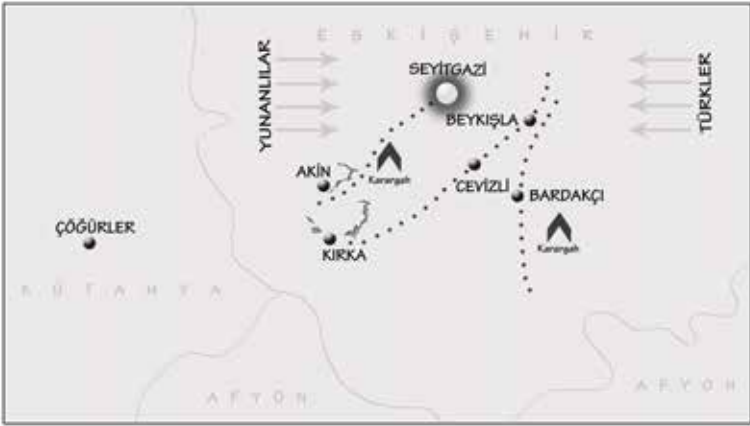 ESKİŞEHİR
YUNANLILAR
TÜRKLER
SEYİTGAZİ
BEYKIŞLA
AKİN
Karargah
CEVİZLİ
BARDAKÇI
ÇÖĞÜRLER
KIRKA
Karargah
KÜTAHYA
AFYON
AFYON